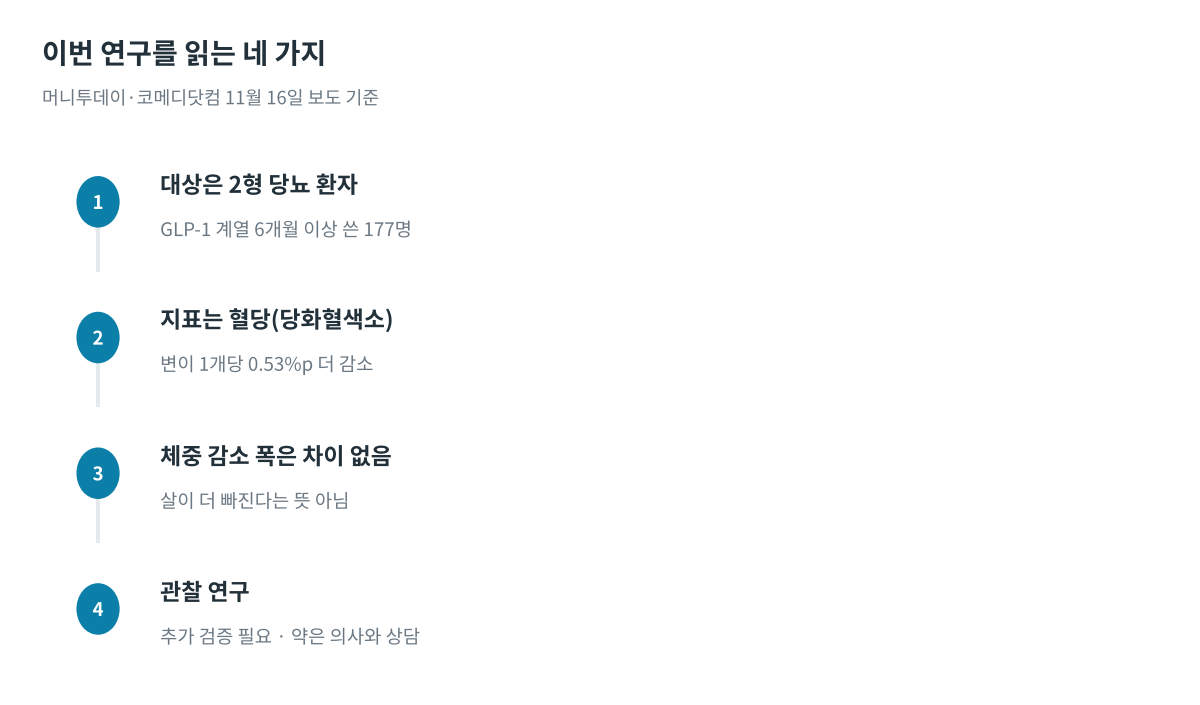 이번 연구를 읽는 네 가지
머니투데이·코메디닷컴 11월 16일 보도 기준
1
대상은 2형 당뇨 환자
GLP-1 계열 6개월 이상 쓴 177명
2
지표는 혈당(당화혈색소)
변이 1개당 0.53%p 더 감소
3
체중 감소 폭은 차이 없음
살이 더 빠진다는 뜻 아님
4
관찰 연구
추가 검증 필요 · 약은 의사와 상담